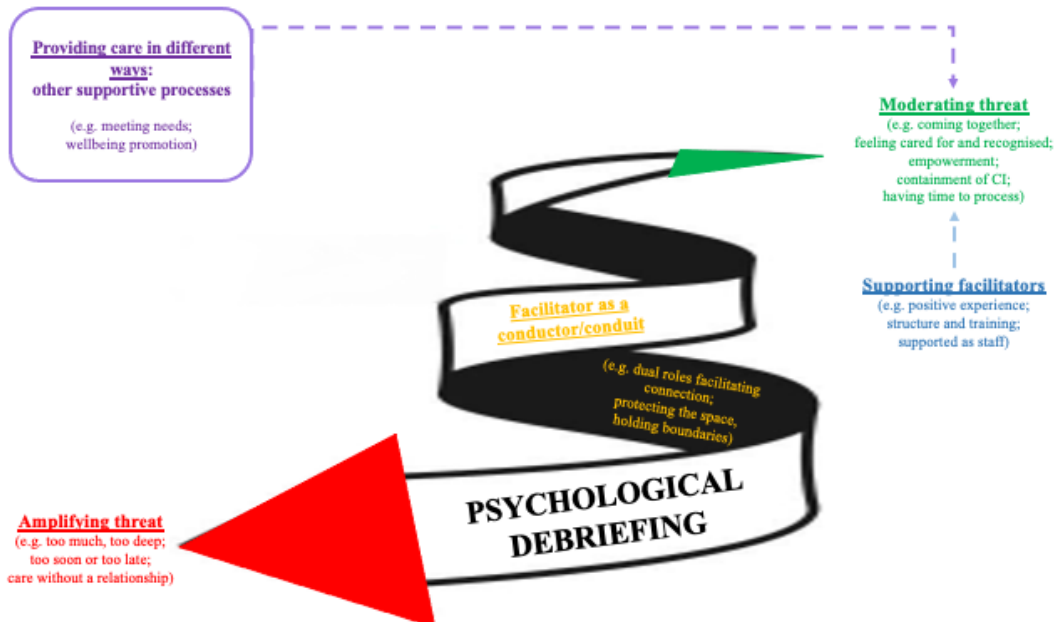 Providing care in different
ways:
other supportive processes
(e.g. meeting needs;
wellbeing promotion)
Moderating threat
(e.g. coming together;
feeling cared for and recognised;
empowerment;
containment of CI;
having time to process)
Supporting facilitators
(e.g. positive experience;
structure and training;
supported as staff)
Facilitator as a
conductor/conduit
(e.g. dual roles facilitating
connection;
protecting the space,
holding boundaries)
PSYCHOLOGICAL
DEBRIEFING
Amplifying threat
(e.g. too much, too deep;
too soon or too late;
care without a relationship)